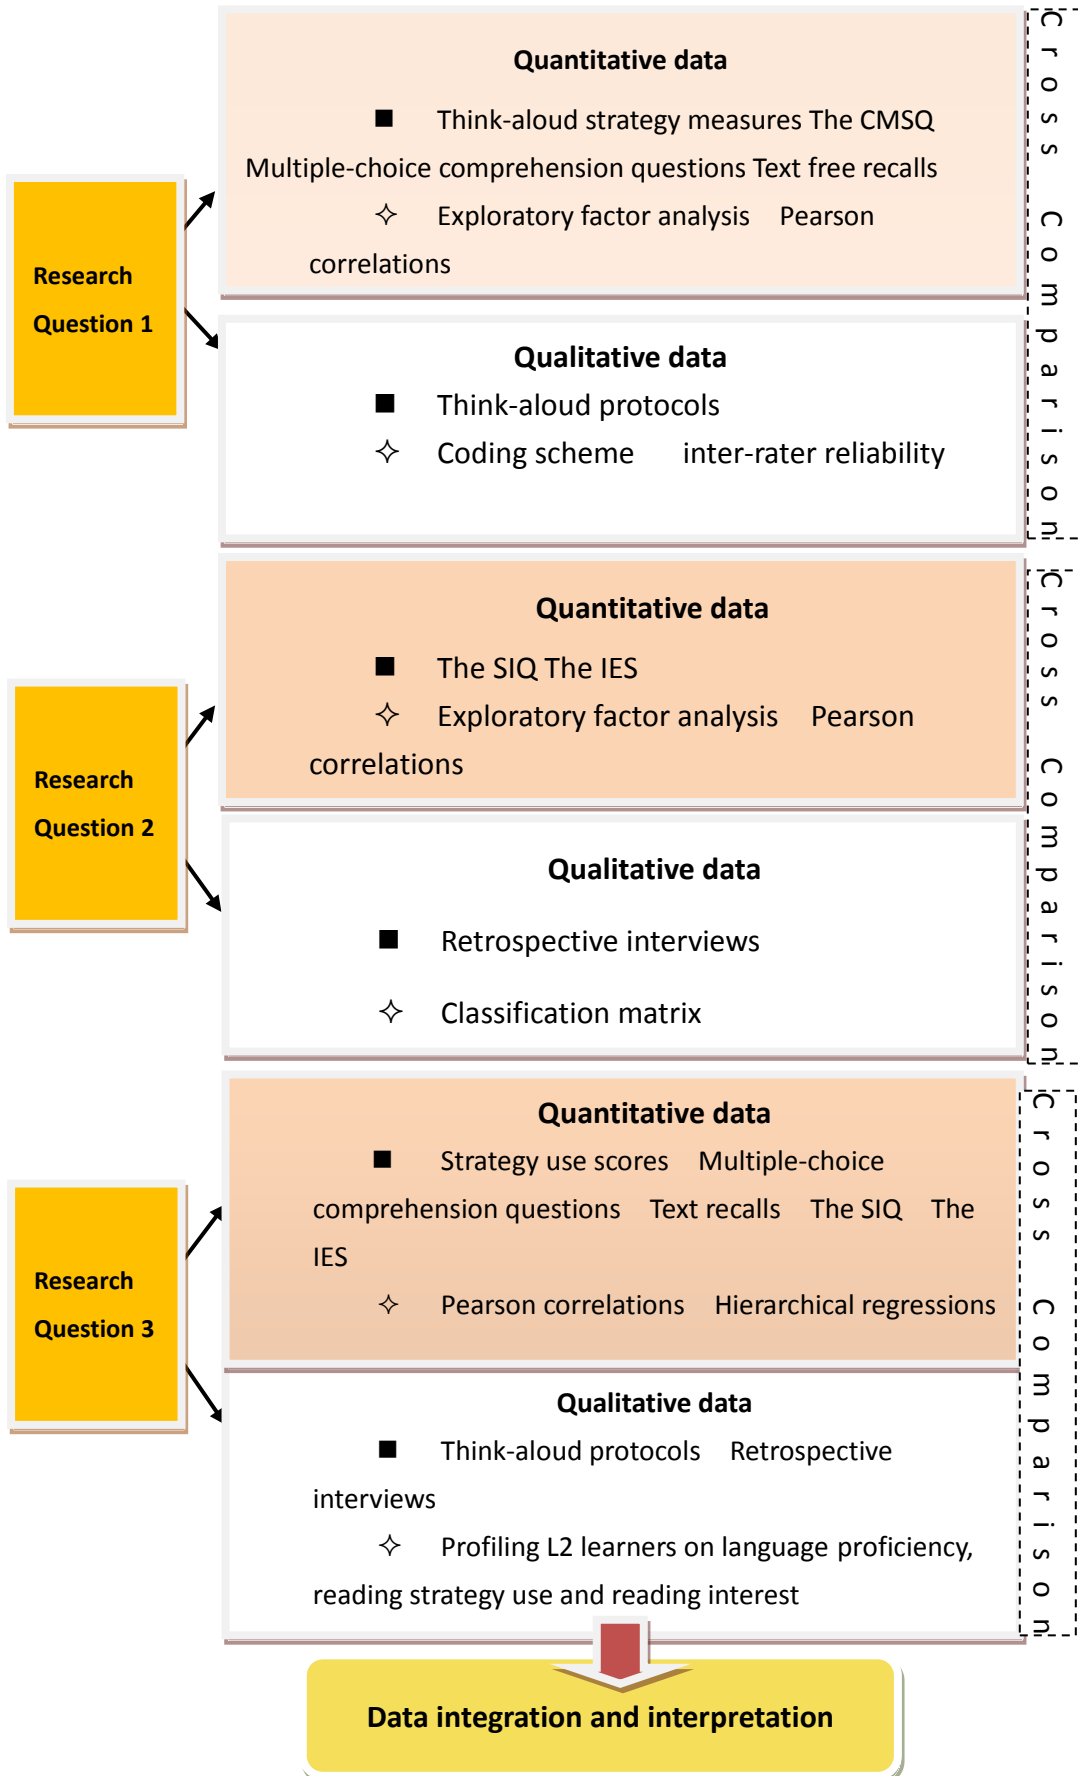 Research
Question 1
Quantitative data
■ Think-aloud strategy measures The CMSQ
Multiple-choice comprehension questions Text free recalls
✧ Exploratory factor analysis Pearson
correlations
Qualitative data
■ Think-aloud protocols
✧ Coding scheme inter-rater reliability
Cross Comparison
Research
Question 2
Quantitative data
■ The SIQ The IES
✧ Exploratory factor analysis Pearson
correlations
Qualitative data
■ Retrospective interviews
✧ Classification matrix
Cross Comparison
Research
Question 3
Quantitative data
■ Strategy use scores Multiple-choice
comprehension questions Text recalls The SIQ The
IES
✧ Pearson correlations Hierarchical regressions
Qualitative data
■ Think-aloud protocols Retrospective
interviews
✧ Profiling L2 learners on language proficiency,
reading strategy use and reading interest
Cross Comparison
Data integration and interpretation